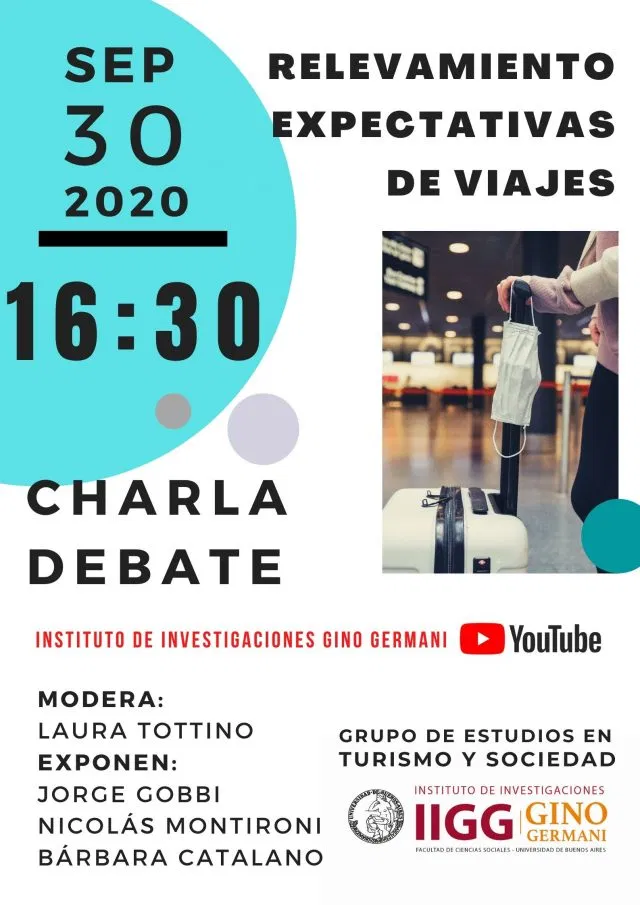 SEP
30
2020
16:30
RELEVAMIENTO
EXPECTATIVAS
DE VIAJES
CHARLA
DEBATE
INSTITUTO DE INVESTIGACIONES GINO GERMANI YouTube
MODERA:
LAURA TOTTINO
EXPONEN:
JORGE GOBBI
NICOLÁS MONTIRONI
BÁRBARA CATALANO
GRUPO DE ESTUDIOS EN
TURISMO Y SOCIEDAD
INSTITUTO DE INVESTIGACIONES
IIGG GINO
GERMANI
FACULTAD DE CIENCIAS SOCIALES - UNIVERSIDAD DE BUENOS AIRES